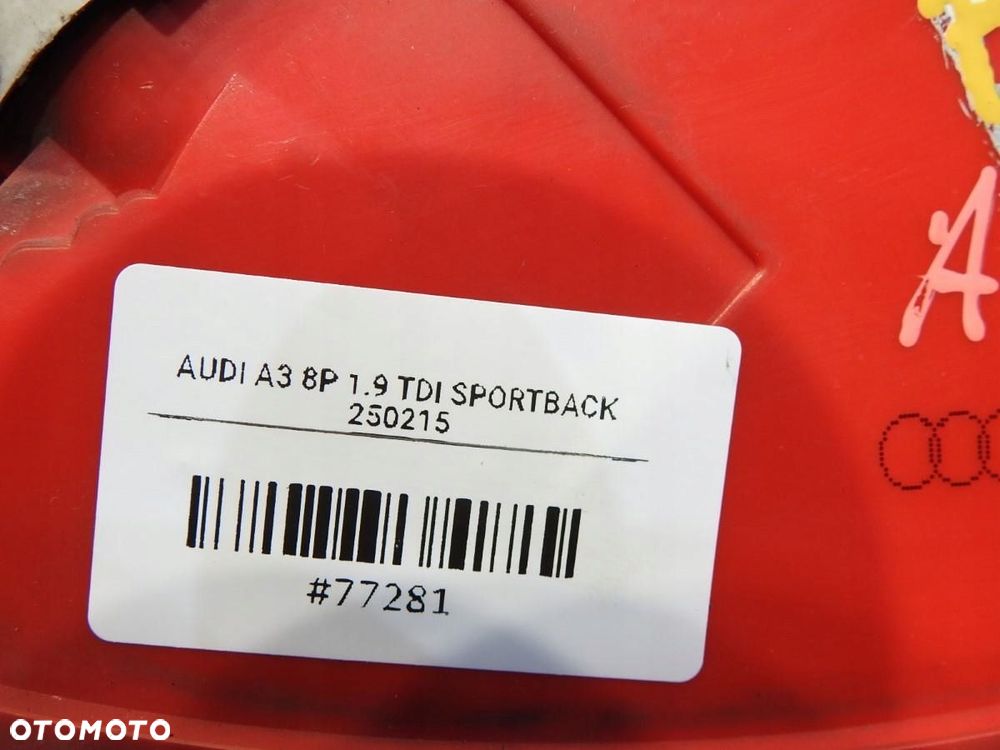 A
AUDI A3 8P 1.9 TDI SPORTBACK
250215
#77281
OTOMOTO